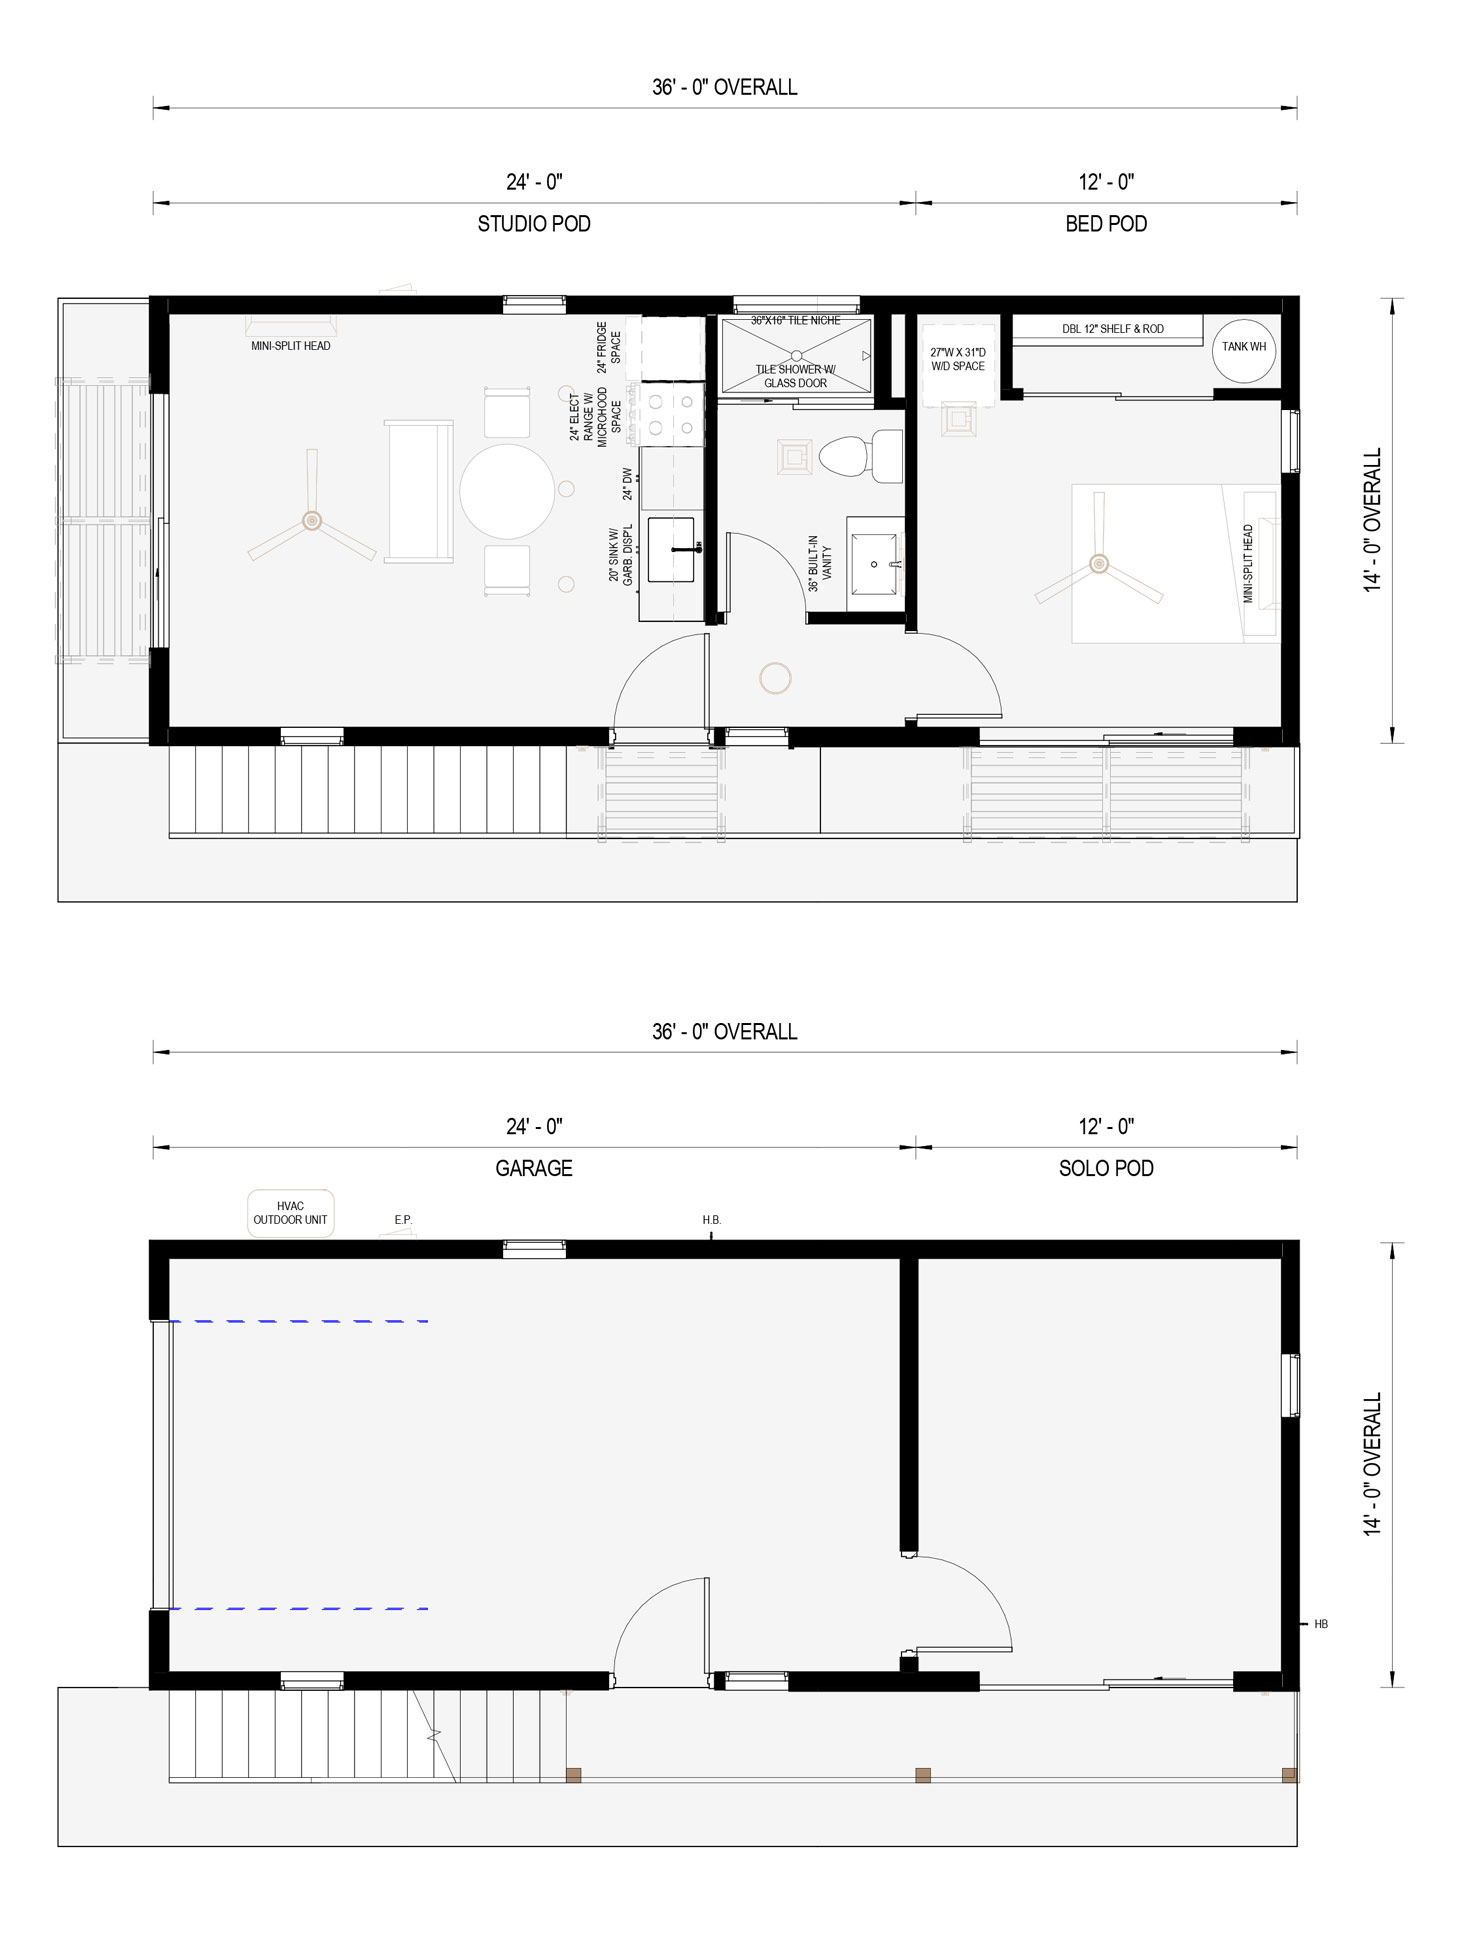 36' - 0" OVERALL
24' - 0"
12' - 0"
STUDIO POD
BED POD
MINI-SPLIT HEAD
24" FRIDGE
SPACE
24" ELECT
RANGE W/
MICROHOOD
SPACE
24" DW
20" SINK W/
GARB. DISP'L
36"X16" TILE NICHE
TILE SHOWER W/
GLASS DOOR
36" BUILT-IN
VANITY
27"W X 31"D
W/D SPACE
DBL 12" SHELF & ROD
TANK WH
MINI-SPLIT HEAD
14' - 0" OVERALL
36' - 0" OVERALL
24' - 0"
12' - 0"
GARAGE
SOLO POD
HVAC
OUTDOOR UNIT
E.P.
H.B.
14' - 0" OVERALL
HB